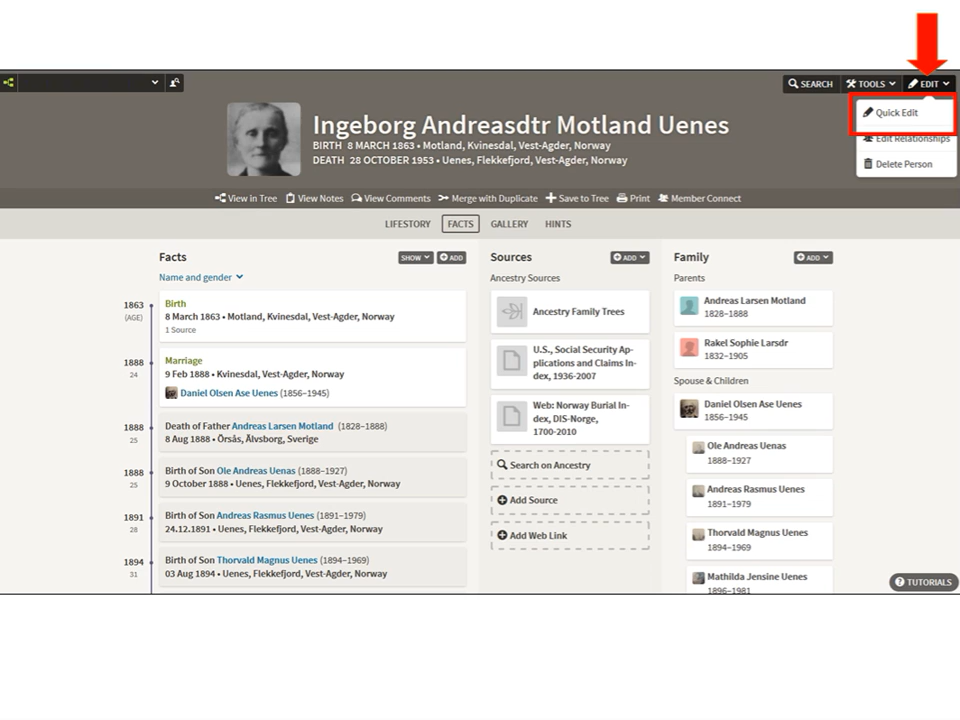 SEARCH TOOLS EDIT
Quick Edit
Edit Relationships
Delete Person
Ingeborg Andreasdtr Motland Uenes
BIRTH 8 MARCH 1863 • Motland, Kvinesdal, Vest-Agder, Norway
DEATH 28 OCTOBER 1953 • Uenes, Flekkefjord, Vest-Agder, Norway
View in Tree View Notes View Comments Merge with Duplicate Save to Tree Print Member Connect
LIFESTORY FACTS GALLERY HINTS
Facts SHOW ADD
Name and gender
1863
(AGE)
Birth
8 March 1863 • Motland, Kvinesdal, Vest-Agder, Norway
1 Source
1888
24
Marriage
9 Feb 1888 • Kvinesdal, Vest-Agder, Norway
Daniel Olsen Ase Uenes (1856–1945)
1888
25
Death of Father Andreas Larsen Motland (1828–1888)
8 Aug 1888 • Örsås, Älvsborg, Sverige
1888
25
Birth of Son Ole Andreas Uenas (1888–1927)
9 October 1888 • Uenes, Flekkefjord, Vest-Agder, Norway
1891
28
Birth of Son Andreas Rasmus Uenes (1891–1979)
24.12.1891 • Uenes, Flekkefjord, Vest-Agder, Norway
1894
31
Birth of Son Thorvald Magnus Uenes (1894–1969)
03 Aug 1894 • Uenes, Flekkefjord, Vest-Agder, Norway
Sources ADD
Ancestry Sources
Ancestry Family Trees
U.S., Social Security Ap-
plications and Claims In-
dex, 1936-2007
Web: Norway Burial In-
dex, DIS-Norge,
1700-2010
Search on Ancestry
Add Source
Add Web Link
Family ADD
Parents
Andreas Larsen Motland
1828–1888
Rakel Sophie Larsdr
1832–1905
Spouse & Children
Daniel Olsen Ase Uenes
1856–1945
Ole Andreas Uenas
1888–1927
Andreas Rasmus Uenes
1891–1979
Thorvald Magnus Uenes
1894–1969
Mathilda Jensine Uenes
1896–1981
TUTORIALS